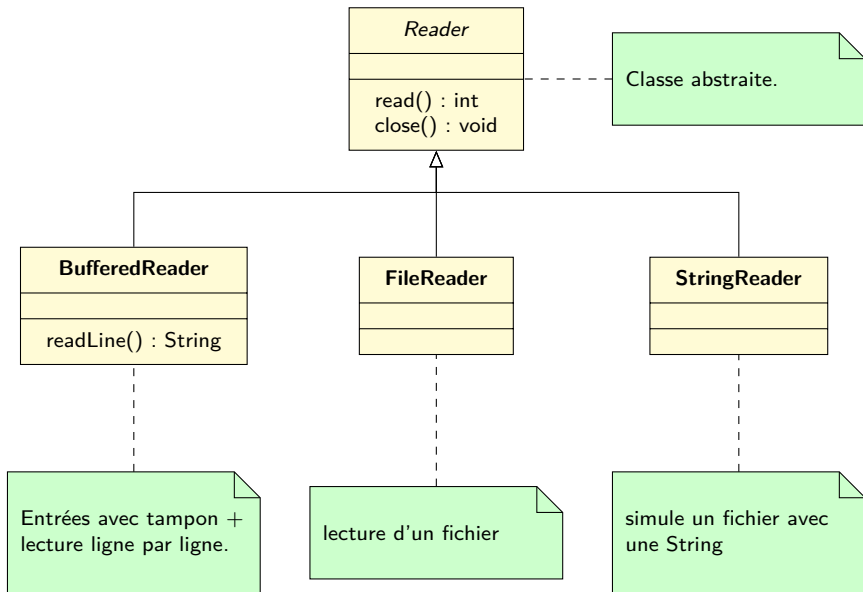 Reader
read() : int
close() : void
Classe abstraite.
BufferedReader
readLine() : String
FileReader
StringReader
Entrées avec tampon +
lecture ligne par ligne.
lecture d'un fichier
simule un fichier avec
une String